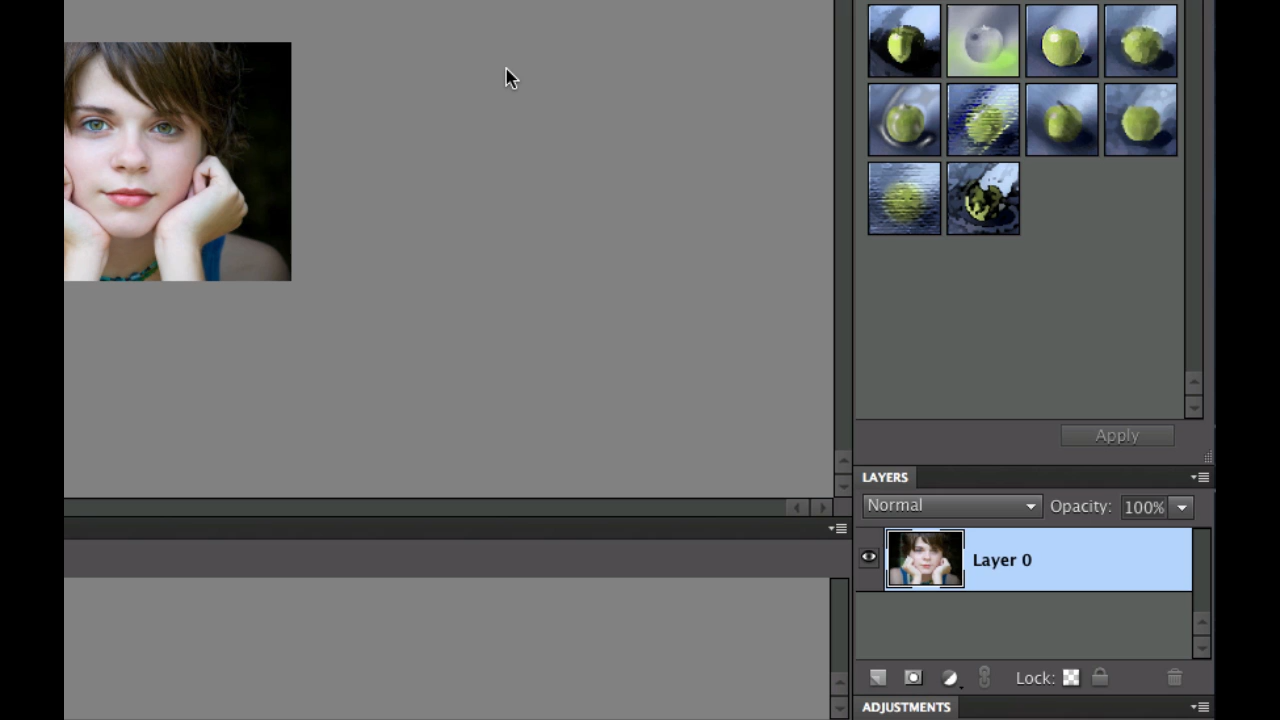 Apply
LAYERS
Normal
Opacity:
100%
Layer 0
Lock:
ADJUSTMENTS